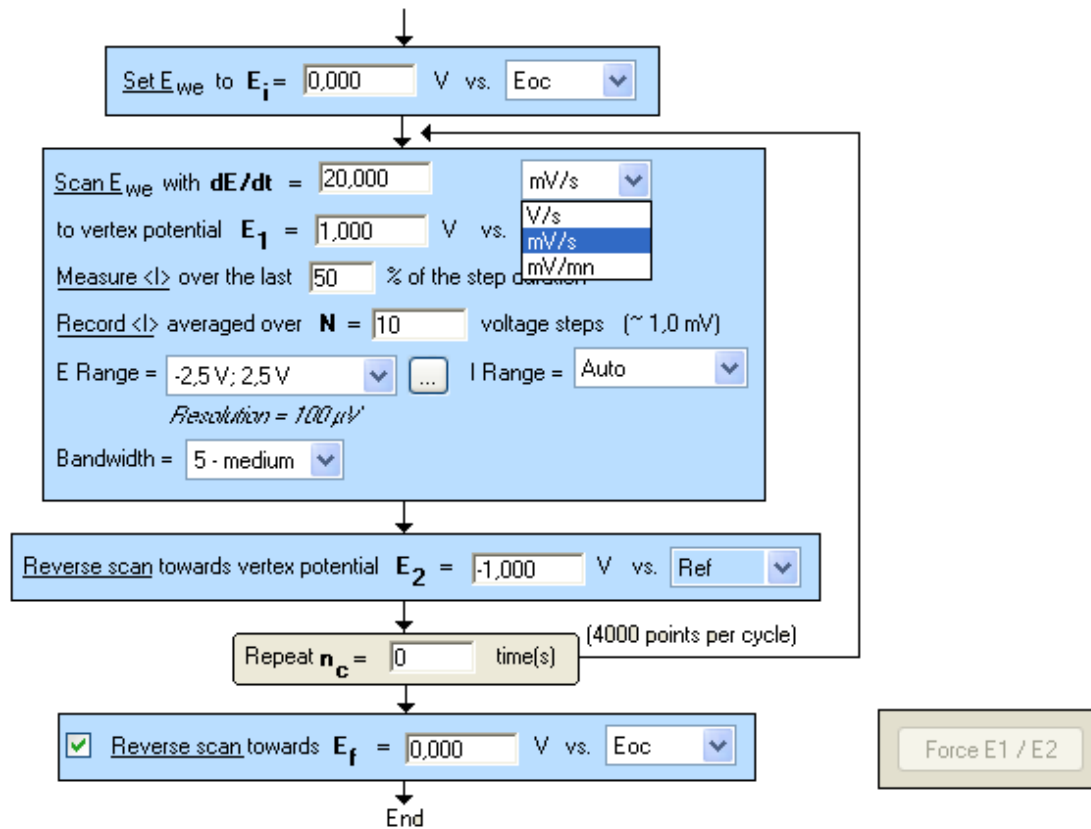 Set Ewe to Ei = 0,000 V vs. Eoc
Scan Ewe with dE/dt = 20,000 mV/s
V/s
to vertex potential E1 = 1,000 V vs.
mV/s
mV/mn
Measure <I> over the last 50 % of the step duration
Record <I> averaged over N = 10 voltage steps (~ 1,0 mV)
E Range = -2,5 V; 2,5 V ... I Range = Auto
Resolution = 100 µV
Bandwidth = 5 - medium
Reverse scan towards vertex potential E2 = -1,000 V vs. Ref
(4000 points per cycle)
Repeat nc = 0 time(s)
Reverse scan towards Ef = 0,000 V vs. Eoc
Force E1 / E2
End